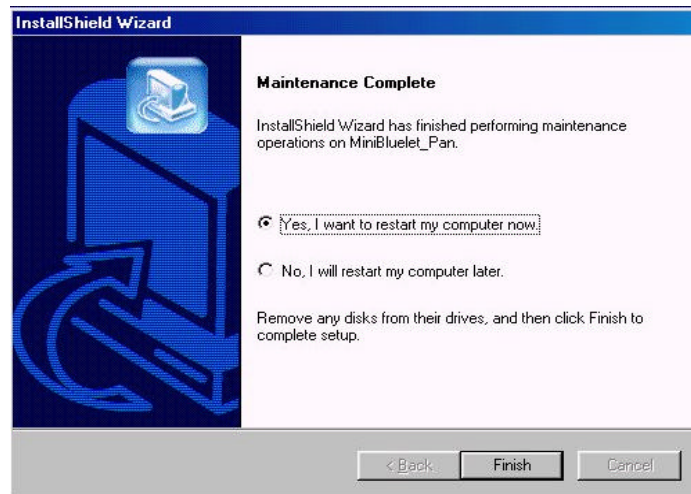 InstallShield Wizard
Maintenance Complete
InstallShield Wizard has finished performing maintenance
operations on MiniBluelet_Pan.
Yes, I want to restart my computer now.
No, I will restart my computer later.
Remove any disks from their drives, and then click Finish to
complete setup.
< Back Finish Cancel